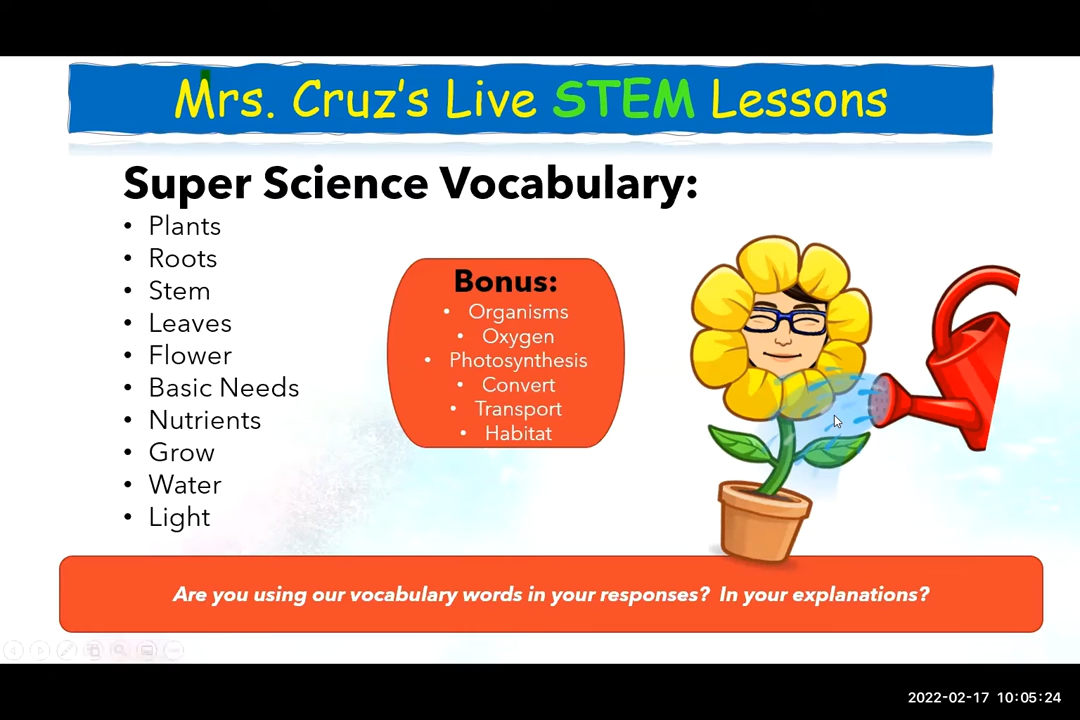 Mrs. Cruz's Live STEM Lessons
Super Science Vocabulary:
• Plants
• Roots
• Stem
• Leaves
• Flower
• Basic Needs
• Nutrients
• Grow
• Water
• Light
Bonus:
• Organisms
• Oxygen
• Photosynthesis
• Convert
• Transport
• Habitat
Are you using our vocabulary words in your responses? In your explanations?
2022-02-17 10:05:24